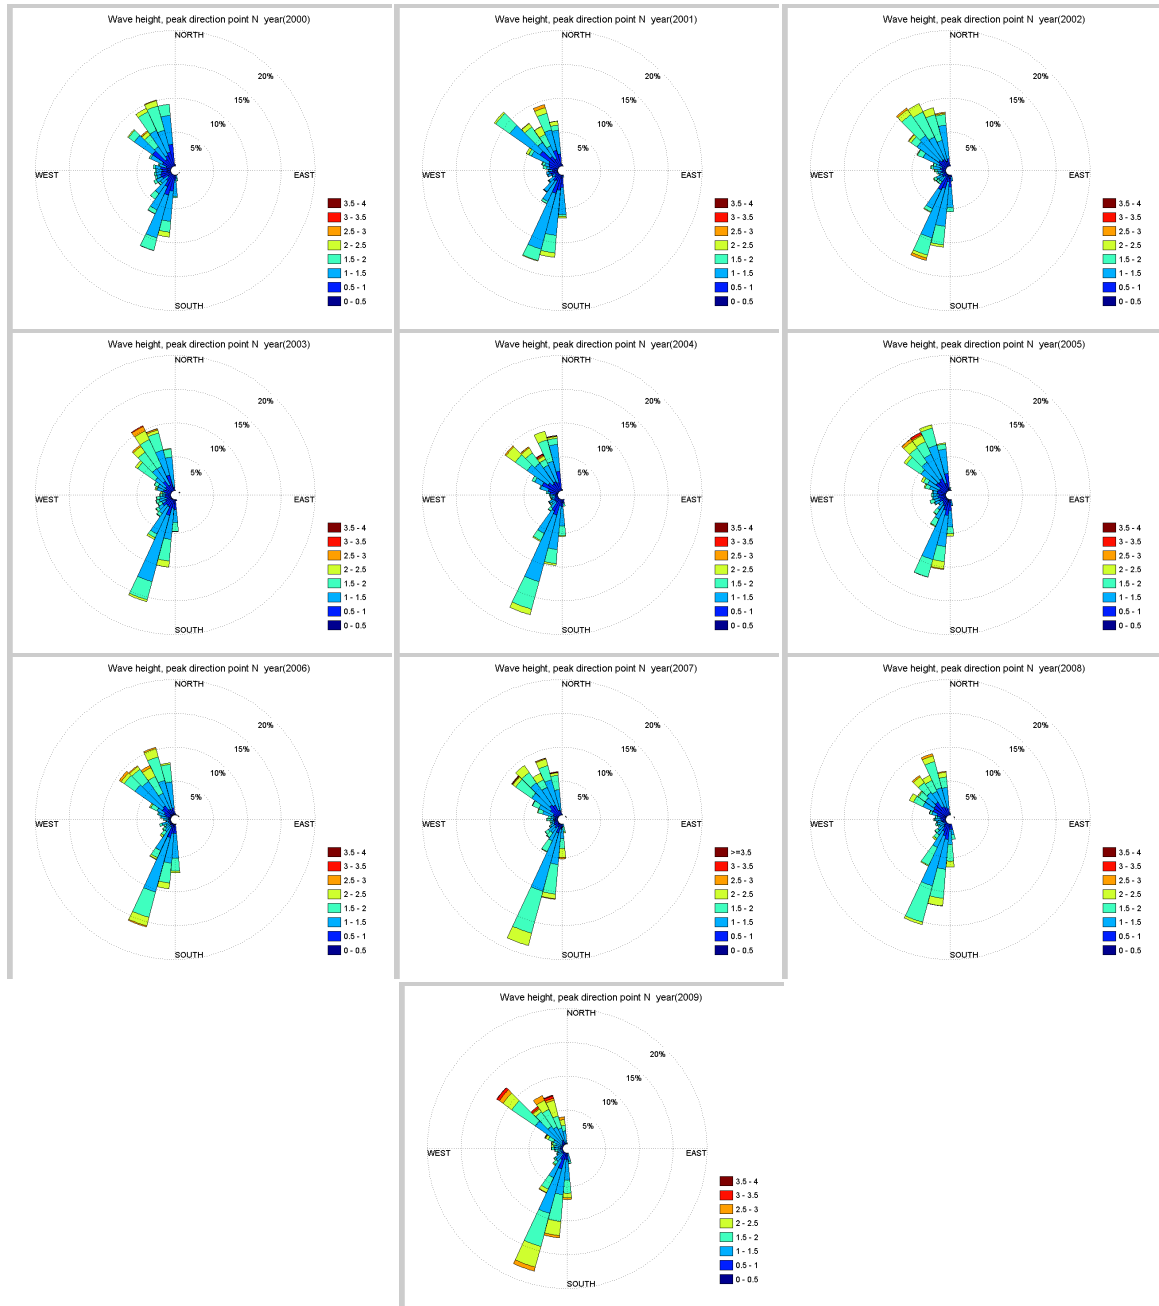 Wave height, peak direction point N year(2000)
NORTH
20%
15%
10%
5%
WEST
EAST
3.5 - 4
3 - 3.5
2.5 - 3
2 - 2.5
1.5 - 2
1 - 1.5
0.5 - 1
0 - 0.5
SOUTH
Wave height, peak direction point N year(2001)
NORTH
20%
15%
10%
5%
WEST
EAST
3.5 - 4
3 - 3.5
2.5 - 3
2 - 2.5
1.5 - 2
1 - 1.5
0.5 - 1
0 - 0.5
SOUTH
Wave height, peak direction point N year(2002)
NORTH
20%
15%
10%
5%
WEST
EAST
3.5 - 4
3 - 3.5
2.5 - 3
2 - 2.5
1.5 - 2
1 - 1.5
0.5 - 1
0 - 0.5
SOUTH
Wave height, peak direction point N year(2003)
NORTH
20%
15%
10%
5%
WEST
EAST
3.5 - 4
3 - 3.5
2.5 - 3
2 - 2.5
1.5 - 2
1 - 1.5
0.5 - 1
0 - 0.5
SOUTH
Wave height, peak direction point N year(2004)
NORTH
20%
15%
10%
5%
WEST
EAST
3.5 - 4
3 - 3.5
2.5 - 3
2 - 2.5
1.5 - 2
1 - 1.5
0.5 - 1
0 - 0.5
SOUTH
Wave height, peak direction point N year(2005)
NORTH
20%
15%
10%
5%
WEST
EAST
3.5 - 4
3 - 3.5
2.5 - 3
2 - 2.5
1.5 - 2
1 - 1.5
0.5 - 1
0 - 0.5
SOUTH
Wave height, peak direction point N year(2006)
NORTH
20%
15%
10%
5%
WEST
EAST
3.5 - 4
3 - 3.5
2.5 - 3
2 - 2.5
1.5 - 2
1 - 1.5
0.5 - 1
0 - 0.5
SOUTH
Wave height, peak direction point N year(2007)
NORTH
20%
15%
10%
5%
WEST
EAST
>=3.5
3 - 3.5
2.5 - 3
2 - 2.5
1.5 - 2
1 - 1.5
0.5 - 1
0 - 0.5
SOUTH
Wave height, peak direction point N year(2008)
NORTH
20%
15%
10%
5%
WEST
EAST
3.5 - 4
3 - 3.5
2.5 - 3
2 - 2.5
1.5 - 2
1 - 1.5
0.5 - 1
0 - 0.5
SOUTH
Wave height, peak direction point N year(2009)
NORTH
20%
15%
10%
5%
WEST
EAST
3.5 - 4
3 - 3.5
2.5 - 3
2 - 2.5
1.5 - 2
1 - 1.5
0.5 - 1
0 - 0.5
SOUTH